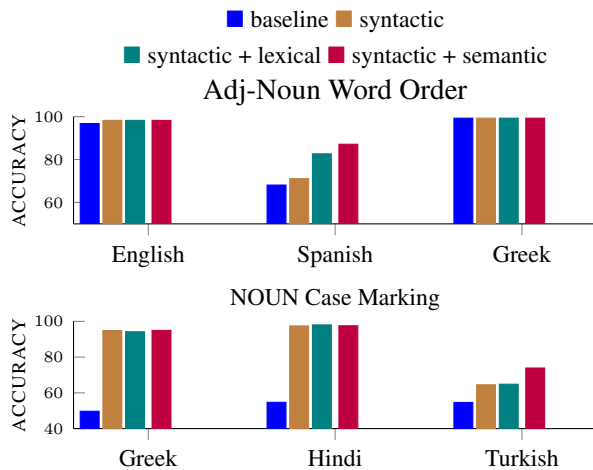 baseline syntactic
syntactic + lexical syntactic + semantic
Adj-Noun Word Order
ACCURACY
100
80
60
English Spanish Greek
NOUN Case Marking
ACCURACY
100
80
60
40
Greek Hindi Turkish